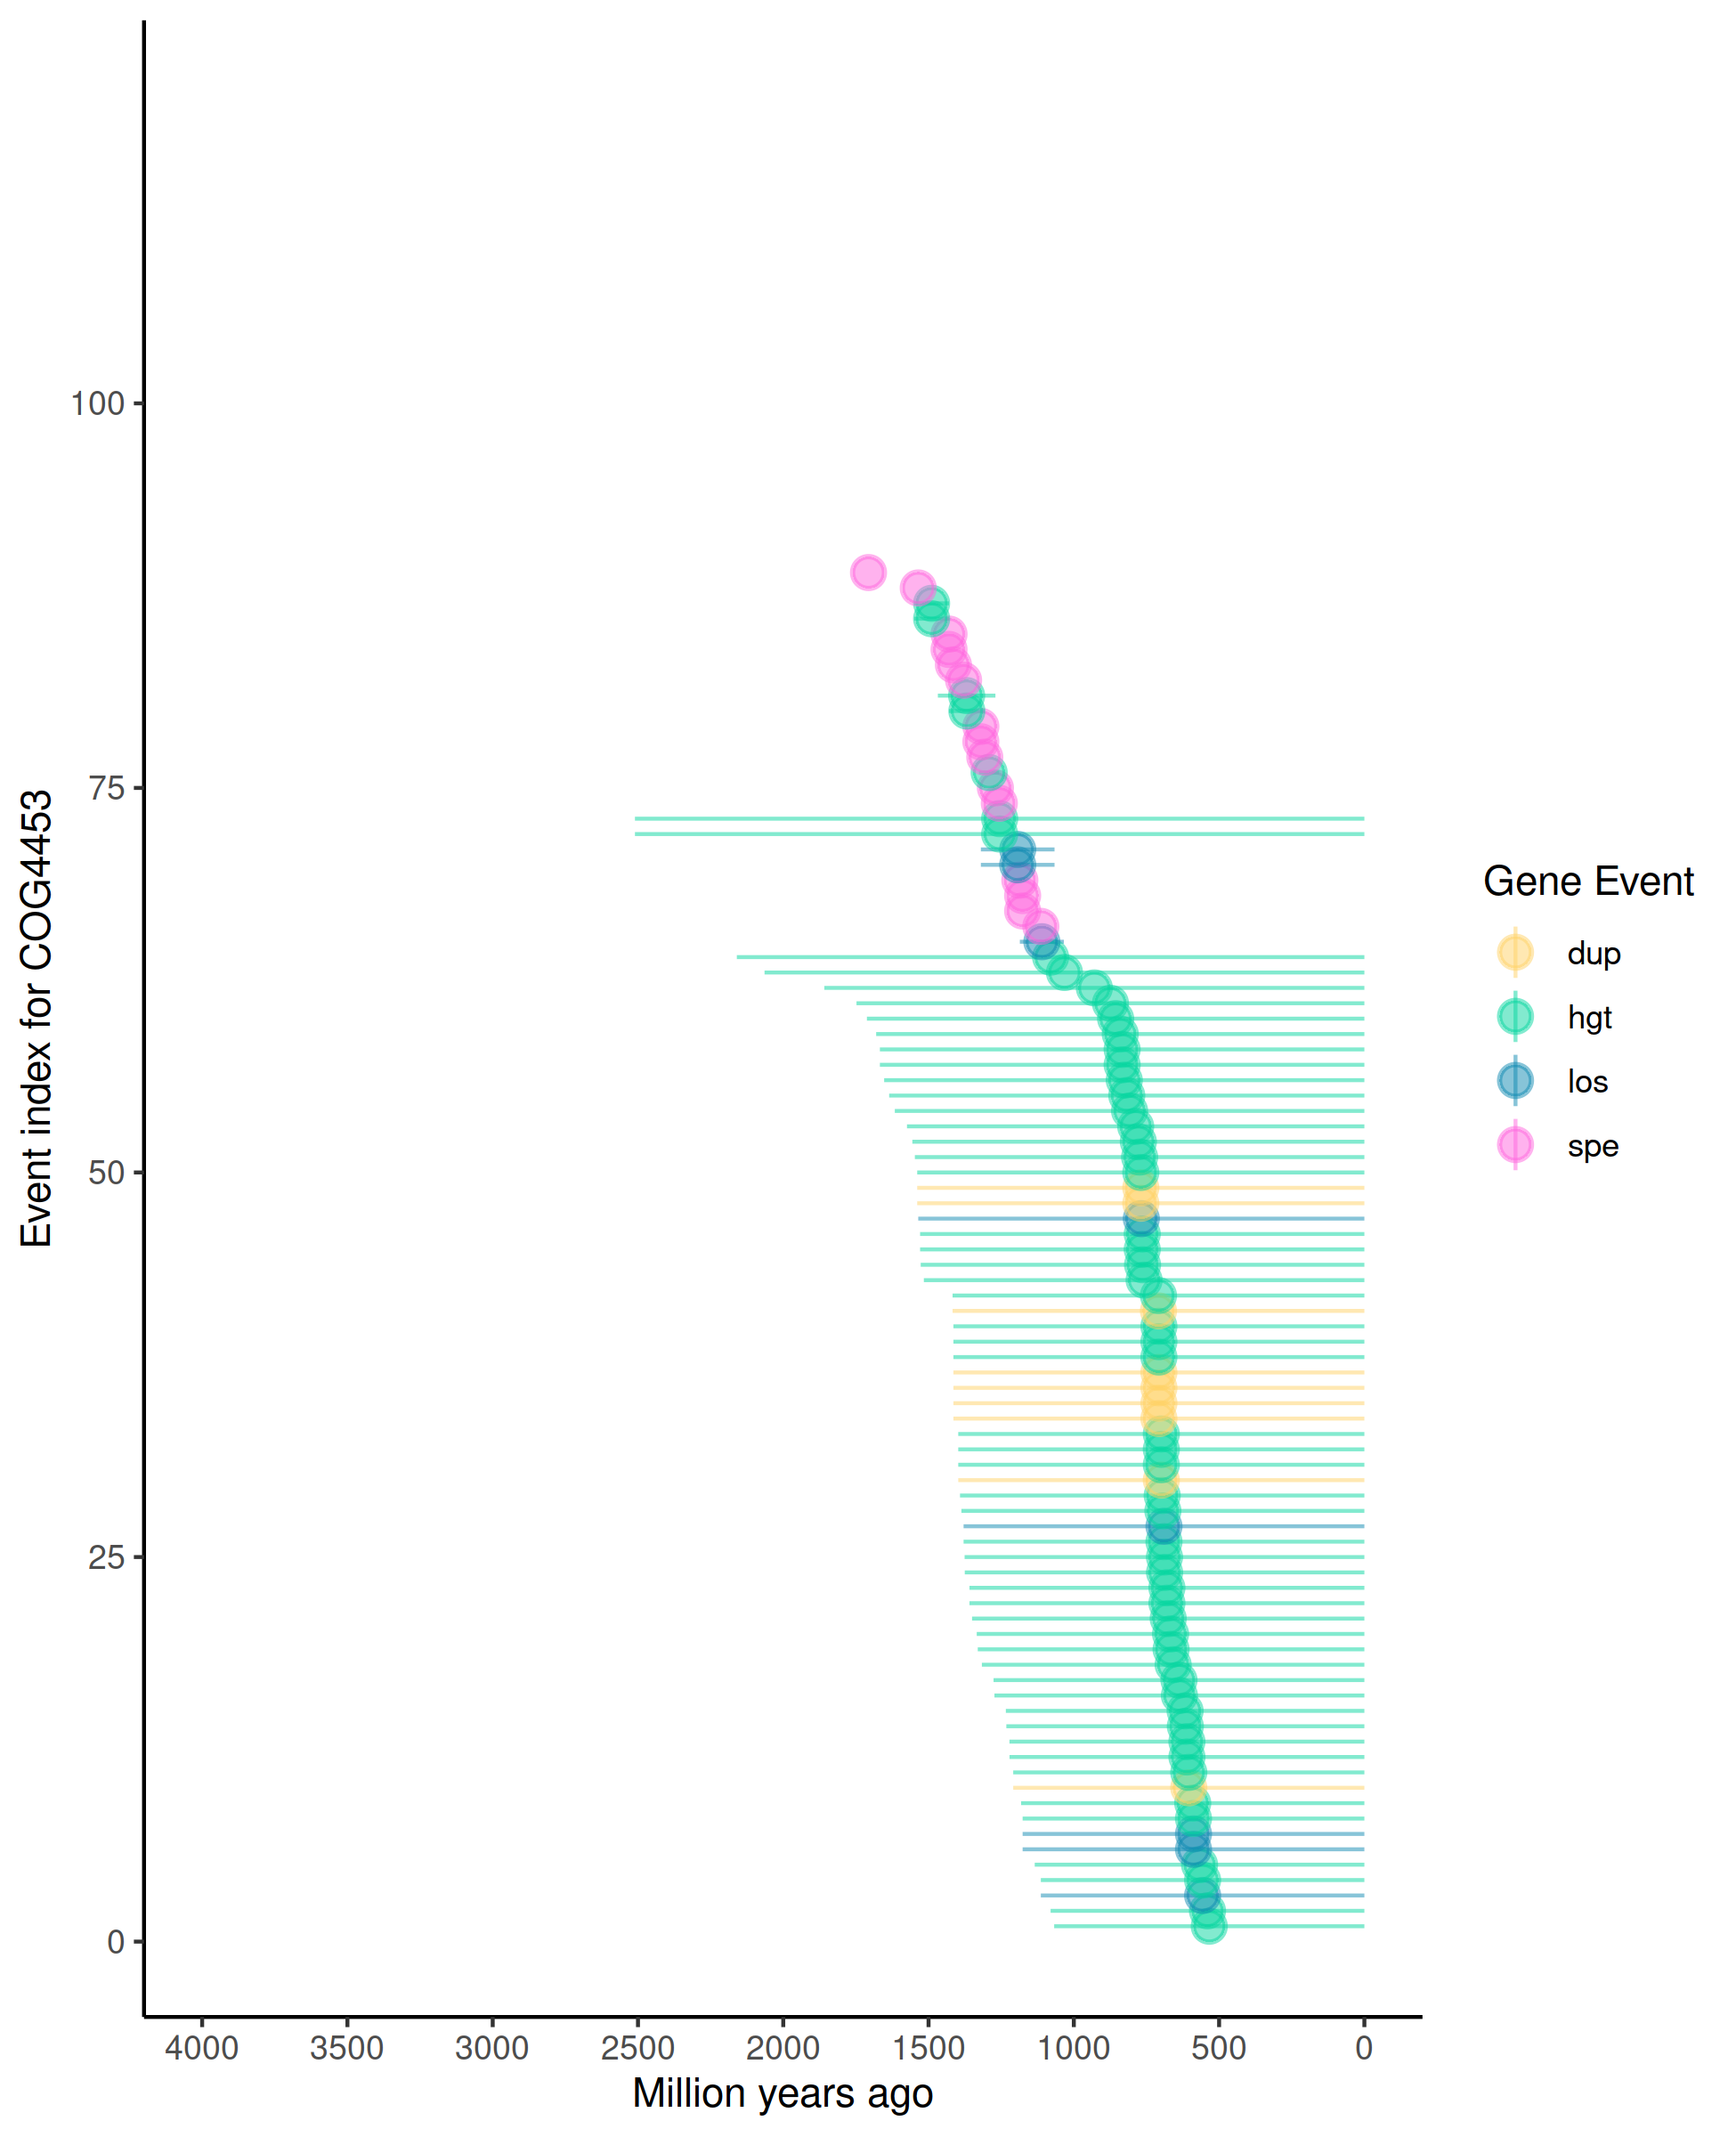 Event index for COG4453
100
75
50
25
0
4000 3500 3000 2500 2000 1500 1000 500 0
Million years ago
Gene Event
dup
hgt
los
spe